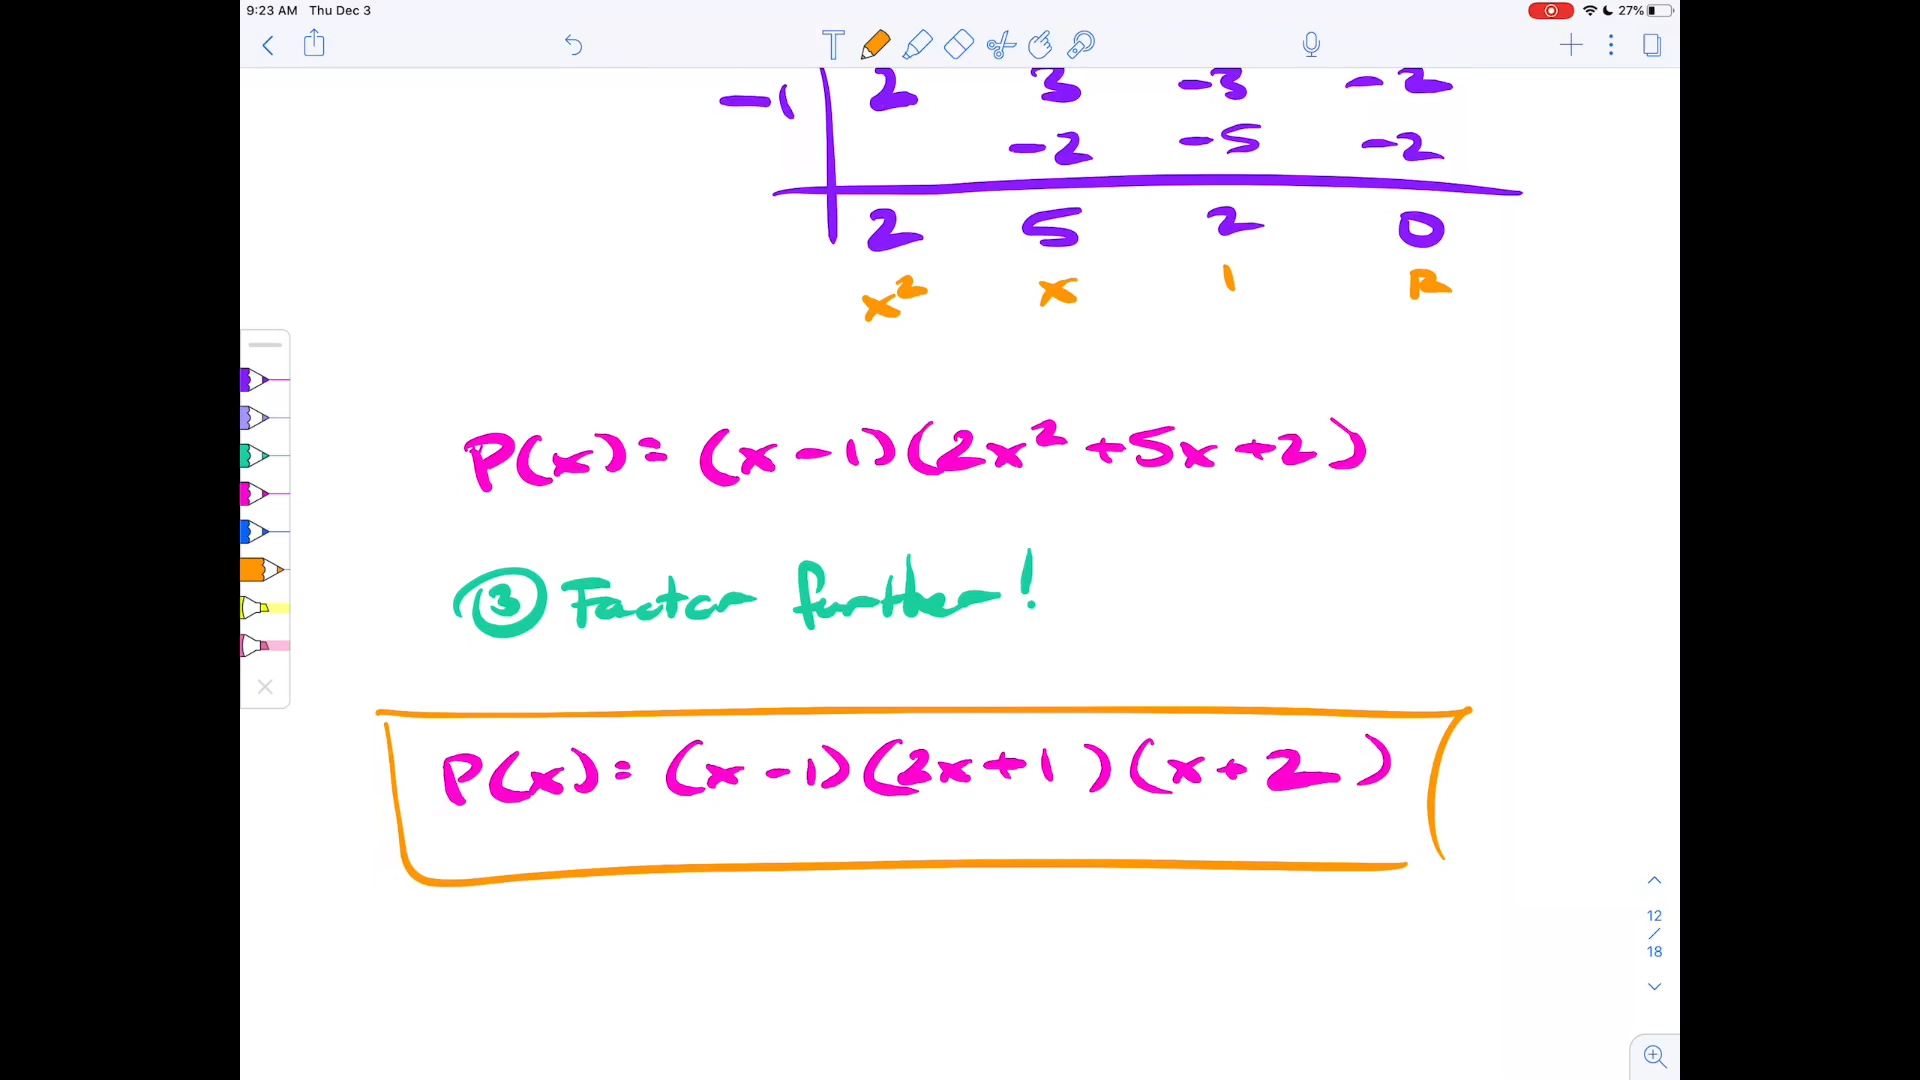 9:23 AM Thu Dec 3 27%
-1 2 3 -3 -2
-2 -5 -2
2 5 2 0
x² x 1 R
P(x)= (x-1)(2x²+5x+2)
③ Factor further!
P(x)= (x-1)(2x+1)(x+2)
12
/
18